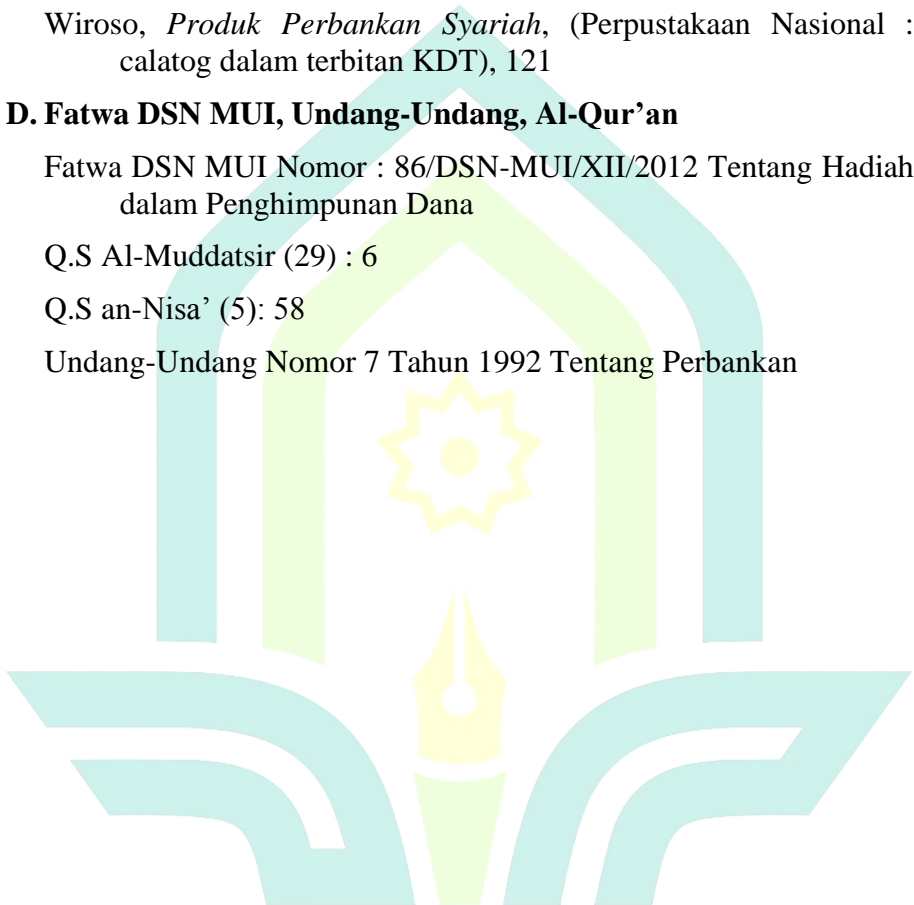 Wiroso, Produk Perbankan Syariah, (Perpustakaan Nasional :
calatog dalam terbitan KDT), 121
D. Fatwa DSN MUI, Undang-Undang, Al-Qur’an
Fatwa DSN MUI Nomor : 86/DSN-MUI/XII/2012 Tentang Hadiah
dalam Penghimpunan Dana
Q.S Al-Muddatsir (29) : 6
Q.S an-Nisa’ (5): 58
Undang-Undang Nomor 7 Tahun 1992 Tentang Perbankan